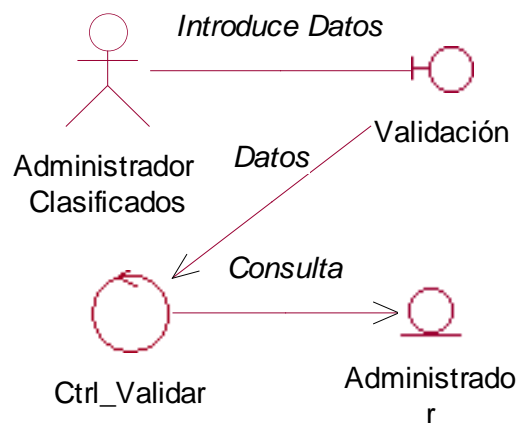 Introduce Datos
Administrador
Clasificados
Validación
Datos
Consulta
Ctrl_Validar
Administrado
r